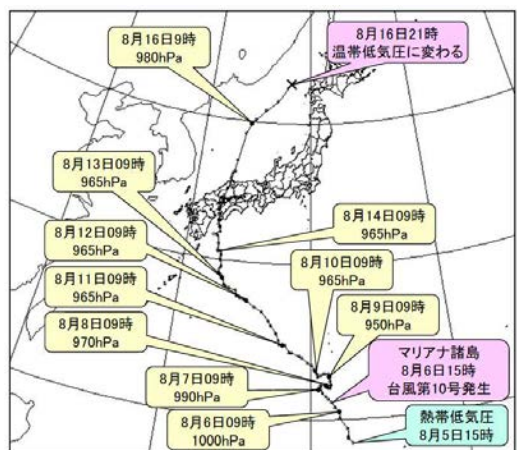 8月16日9時
980hPa
8月16日21時
温帯低気圧に変わる
8月13日09時
965hPa
8月12日09時
965hPa
8月14日09時
965hPa
8月11日09時
965hPa
8月10日09時
965hPa
8月8日09時
970hPa
8月9日09時
950hPa
8月7日09時
990hPa
マリアナ諸島
8月6日15時
台風第10号発生
8月6日09時
1000hPa
熱帯低気圧
8月5日15時